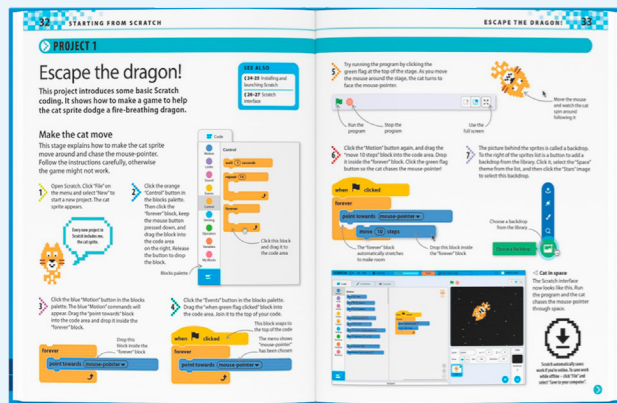 32
STARTING FROM SCRATCH
PROJECT 1
Escape the dragon!
This project introduces some basic Scratch
coding. It shows how to make a game to help
the cat sprite dodge a fire-breathing dragon.
SEE ALSO
‹ 24–25 Installing and
launching Scratch
‹ 26–27 Scratch
interface
Make the cat move
This stage explains how to make the cat sprite
move around and chase the mouse-pointer.
Follow the instructions carefully, otherwise
the game might not work.
1
Open Scratch. Click "File" on
the menu and select "New" to
start a new project. The cat
sprite appears.
Every new project in
Scratch includes me,
the cat sprite.
2
Click the orange
"Control" button
in the blocks
palette. Then click
the "forever"
block, keep
the mouse button
pressed down, and
drag the block into
the code area
on the right. Release
the button to drop
the block.
Blocks palette
Code
Control
wait 1 seconds
repeat 10
forever
Click this block
and drag it to
the code area
3
Click the blue "Motion" button in the blocks
palette. The blue "Motion" commands will
appear. Drag the "point towards" block
into the code area and drop it inside the
"forever" block.
Drop this
block inside the
"forever" block
forever
point towards mouse-pointer
4
Click the "Events" button in the blocks palette.
Drag the "when green flag clicked" block into
the code area. Join it to the top of your code.
This block snaps to
the top of the code
The menu shows
"mouse-pointer"
has been chosen
when clicked
forever
point towards mouse-pointer
ESCAPE THE DRAGON!
33
5
Try running the program by clicking the
green flag at the top of the stage. As you move
the mouse around the stage, the cat turns to
face the mouse-pointer.
Run the
program
Stop the
program
Use the
full screen
Move the mouse
and watch the cat
spin around
following it
6
Click the "Motion" button again, and drag the
"move 10 steps" block into the code area. Drop
it inside the "forever" block. Click the green flag
button so the cat chases the mouse-pointer!
when clicked
forever
point towards mouse-pointer
move 10 steps
The "forever" block
automatically stretches
to make room
Drop this block inside
the "forever" block
7
The picture behind the sprites is called a backdrop.
To the right of the sprites list is a button to add a
backdrop from the library. Click it, select the "Space"
theme from the list, and then click the "Stars" image
to select this backdrop.
Choose a backdrop
from the library
Choose a Backdrop
Cat in space
The Scratch interface
now looks like this. Run
the program and the cat
chases the mouse-pointer
through space.
Scratch automatically saves
work if you're online. To save work
while offline – click "File" and
select "Save to your computer".